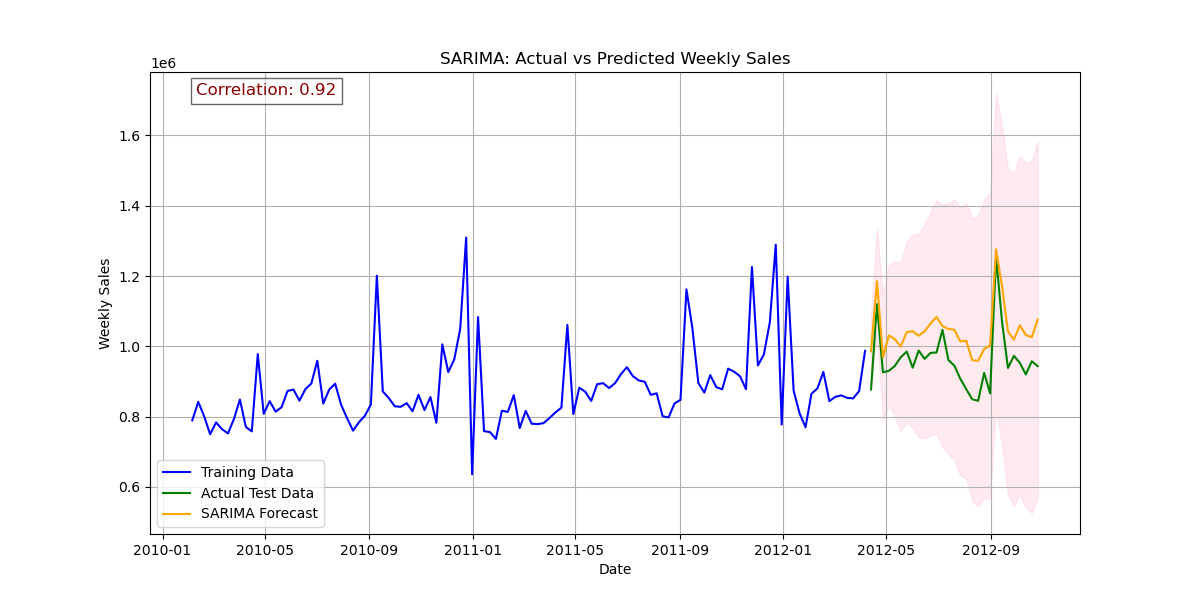 SARIMA: Actual vs Predicted Weekly Sales
1e6
Correlation: 0.92
1.6
1.4
1.2
1.0
0.8
0.6
Weekly Sales
Training Data
Actual Test Data
SARIMA Forecast
2010-01 2010-05 2010-09 2011-01 2011-05 2011-09 2012-01 2012-05 2012-09
Date